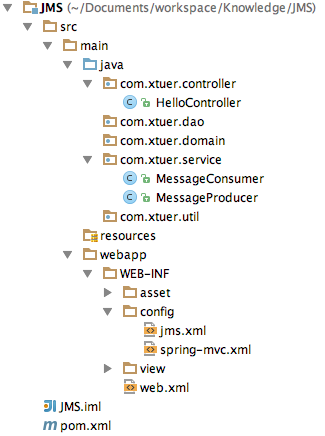 JMS (~/Documents/workspace/Knowledge/JMS)
src
main
java
com.xtuer.controller
HelloController
com.xtuer.dao
com.xtuer.domain
com.xtuer.service
MessageConsumer
MessageProducer
com.xtuer.util
resources
webapp
WEB-INF
asset
config
jms.xml
spring-mvc.xml
view
web.xml
JMS.iml
pom.xml